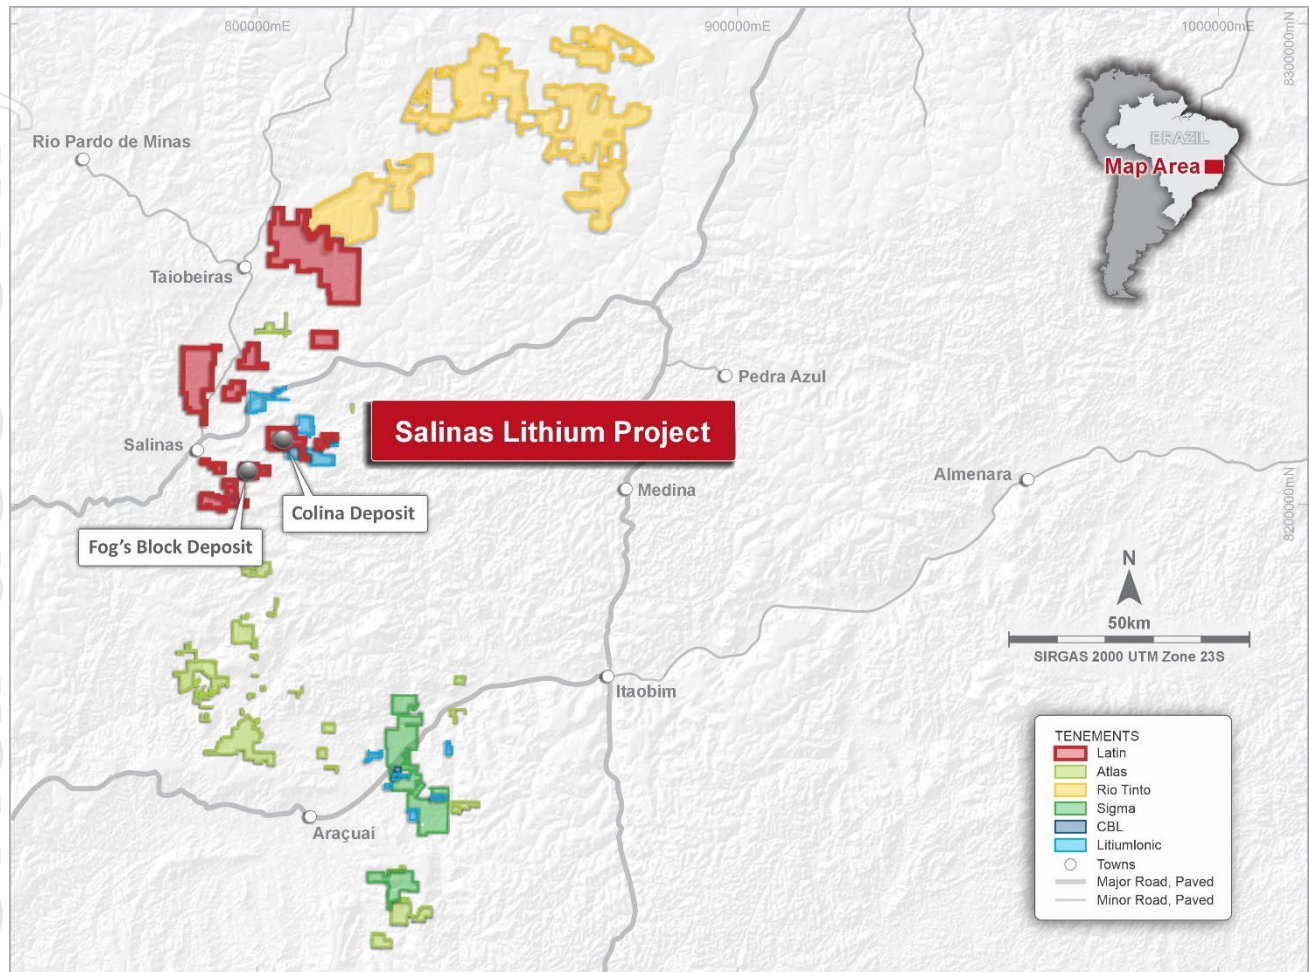 800000mE
900000mE
1000000mE
8300000mN
Rio Pardo de Minas
BRAZIL
Map Area
Taiobeiras
Pedra Azul
Salinas Lithium Project
Salinas
Almenara
Medina
8200000mN
Colina Deposit
Fog's Block Deposit
N
50km
SIRGAS 2000 UTM Zone 23S
Itaobim
Araçuaí
TENEMENTS
Latin
Atlas
Rio Tinto
Sigma
CBL
LitiumIonic
Towns
Major Road, Paved
Minor Road, Paved